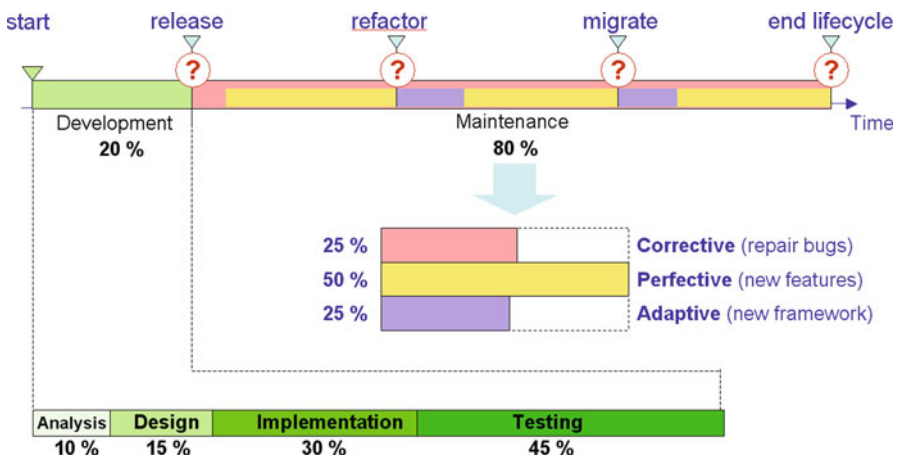 start release refactor migrate end lifecycle
? ? ? ?
Development Maintenance Time
20 % 80 %
25 % Corrective (repair bugs)
50 % Perfective (new features)
25 % Adaptive (new framework)
Analysis Design Implementation Testing
10 % 15 % 30 % 45 %